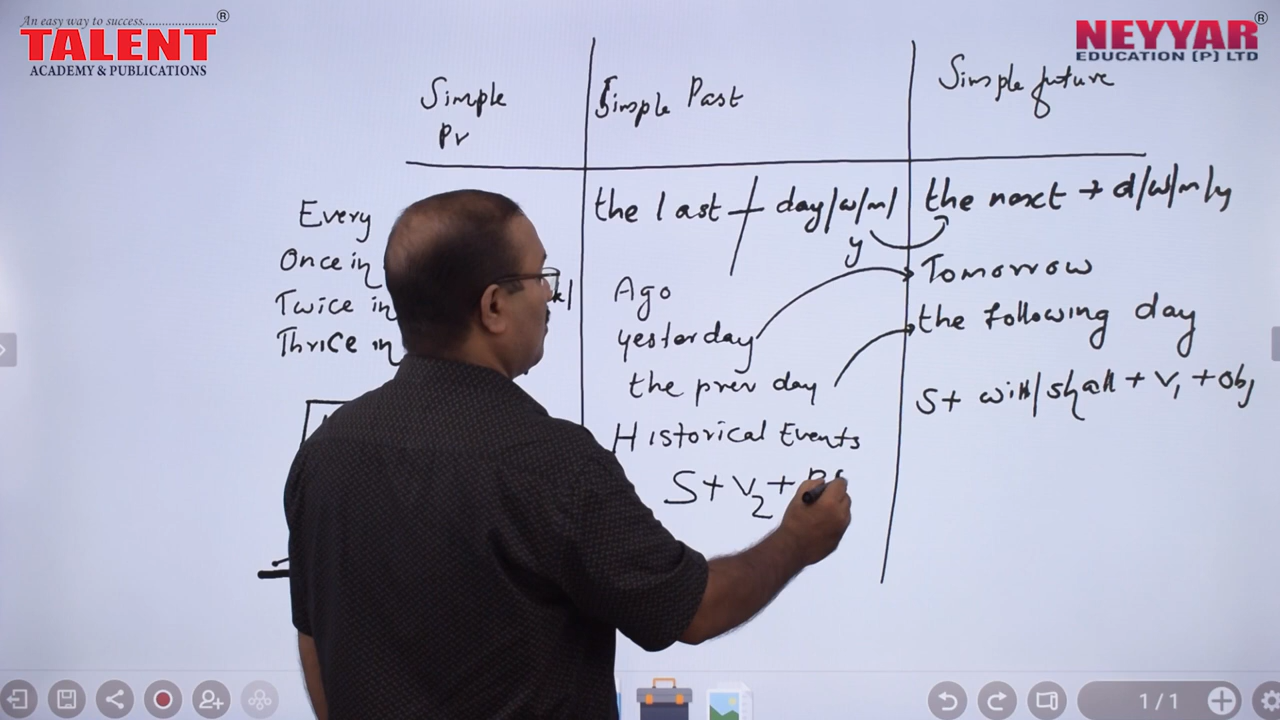 An easy way to success........................®
TALENT
ACADEMY & PUBLICATIONS
NEYYAR®
EDUCATION (P) LTD
Simple
Pr
Simple Past
Simple future
Every
Once in
Twice in
Thrice in
the last + day/w/m/
y
Ago
yesterday
the prev day
Historical Events
S+ V2 +
the next + d/w/m/y
Tomorrow
the following day
S+ will/shall + V1 + Obj
1/1